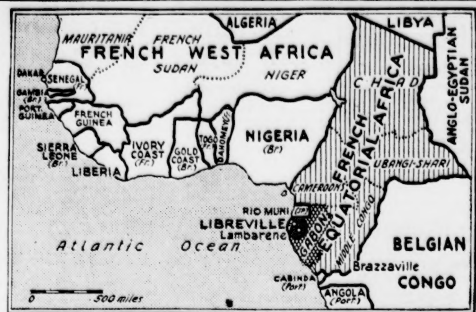 ALGERIA
LIBYA
MAURITANIA
FRENCH
FRENCH WEST AFRICA
SUDAN
NIGER
CHAD
ANGLO-EGYPTIAN
SUDAN
DAKAR
SENEGAL
(Fr.)
GAMBIA
(Br.)
PORT.
GUINEA
FRENCH
GUINEA
SIERRA
LEONE
(Br.)
LIBERIA
IVORY
COAST
(Fr.)
GOLD
COAST
(Br.)
TOGO
Fr.
DAHOMEY
NIGERIA
(Br.)
FRENCH
EQUATORIAL AFRICA
UBANGI-SHARI
CAMEROONS
RIO MUNI
(Sp.)
LIBREVILLE
Lambarene
GABON
MIDDLE CONGO
Atlantic Ocean
BELGIAN
CONGO
Brazzaville
CABINDA
(Port)
ANGOLA
(Port.)
0
500 miles